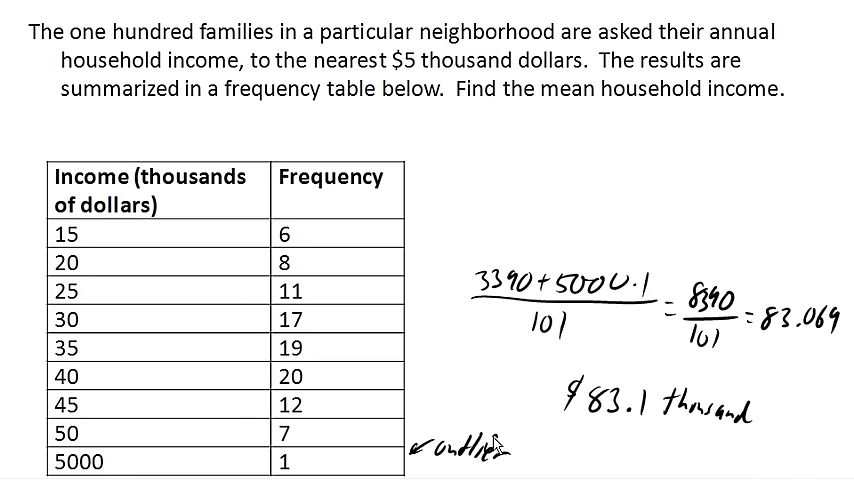 The one hundred families in a particular neighborhood are asked their annual
household income, to the nearest $5 thousand dollars. The results are
summarized in a frequency table below. Find the mean household income.
Income (thousands of dollars) Frequency
15 6
20 8
25 11
30 17
35 19
40 20
45 12
50 7
5000 1
3390+5000·1
101
= 8390
101
= 83.069
$83.1 thousand
↙ outlier